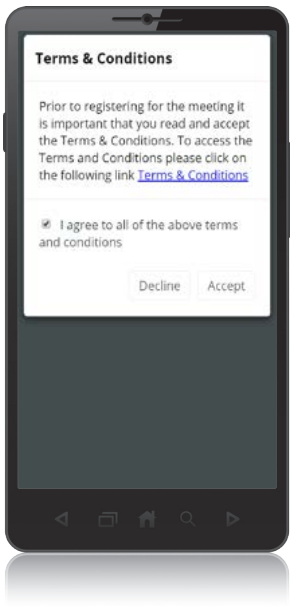 Terms & Conditions
Prior to registering for the meeting it
is important that you read and accept
the Terms & Conditions. To access the
Terms and Conditions please click on
the following link Terms & Conditions
I agree to all of the above terms
and conditions
Decline Accept